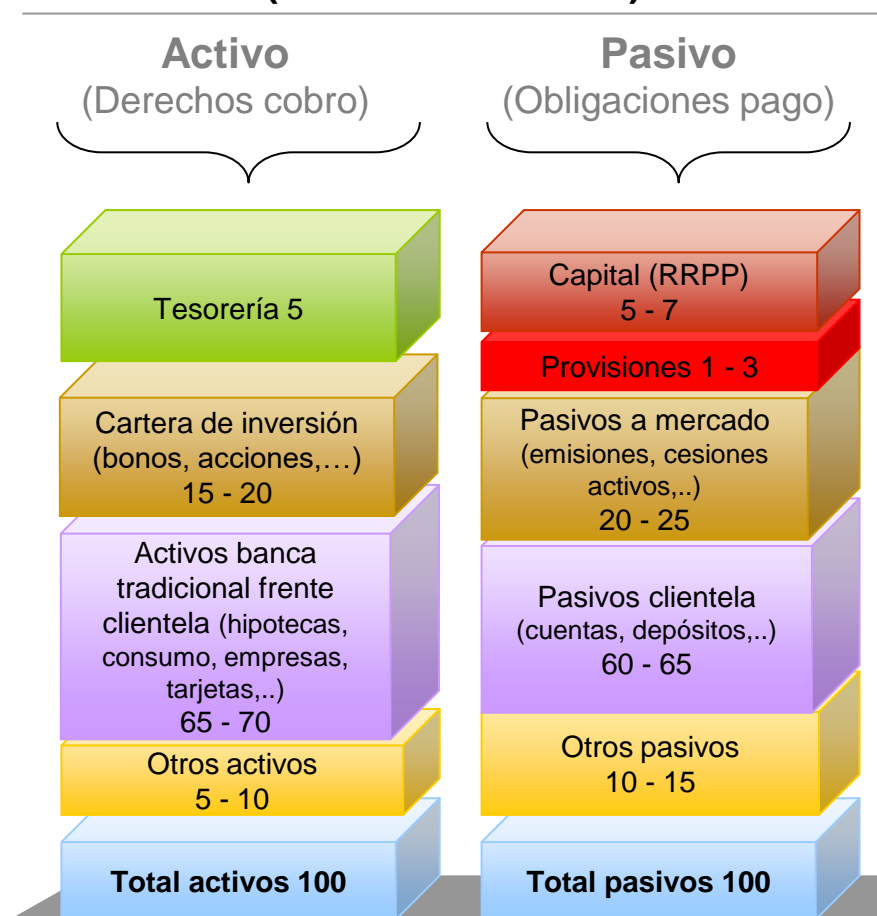 Activo
(Derechos cobro)
Tesorería 5
Cartera de inversión
(bonos, acciones,…)
15 - 20
Activos banca
tradicional frente
clientela (hipotecas,
consumo, empresas,
tarjetas,..)
65 - 70
Otros activos
5 - 10
Total activos 100
Pasivo
(Obligaciones pago)
Capital (RRPP)
5 - 7
Provisiones 1 - 3
Pasivos a mercado
(emisiones, cesiones
activos,..)
20 - 25
Pasivos clientela
(cuentas, depósitos,..)
60 - 65
Otros pasivos
10 - 15
Total pasivos 100